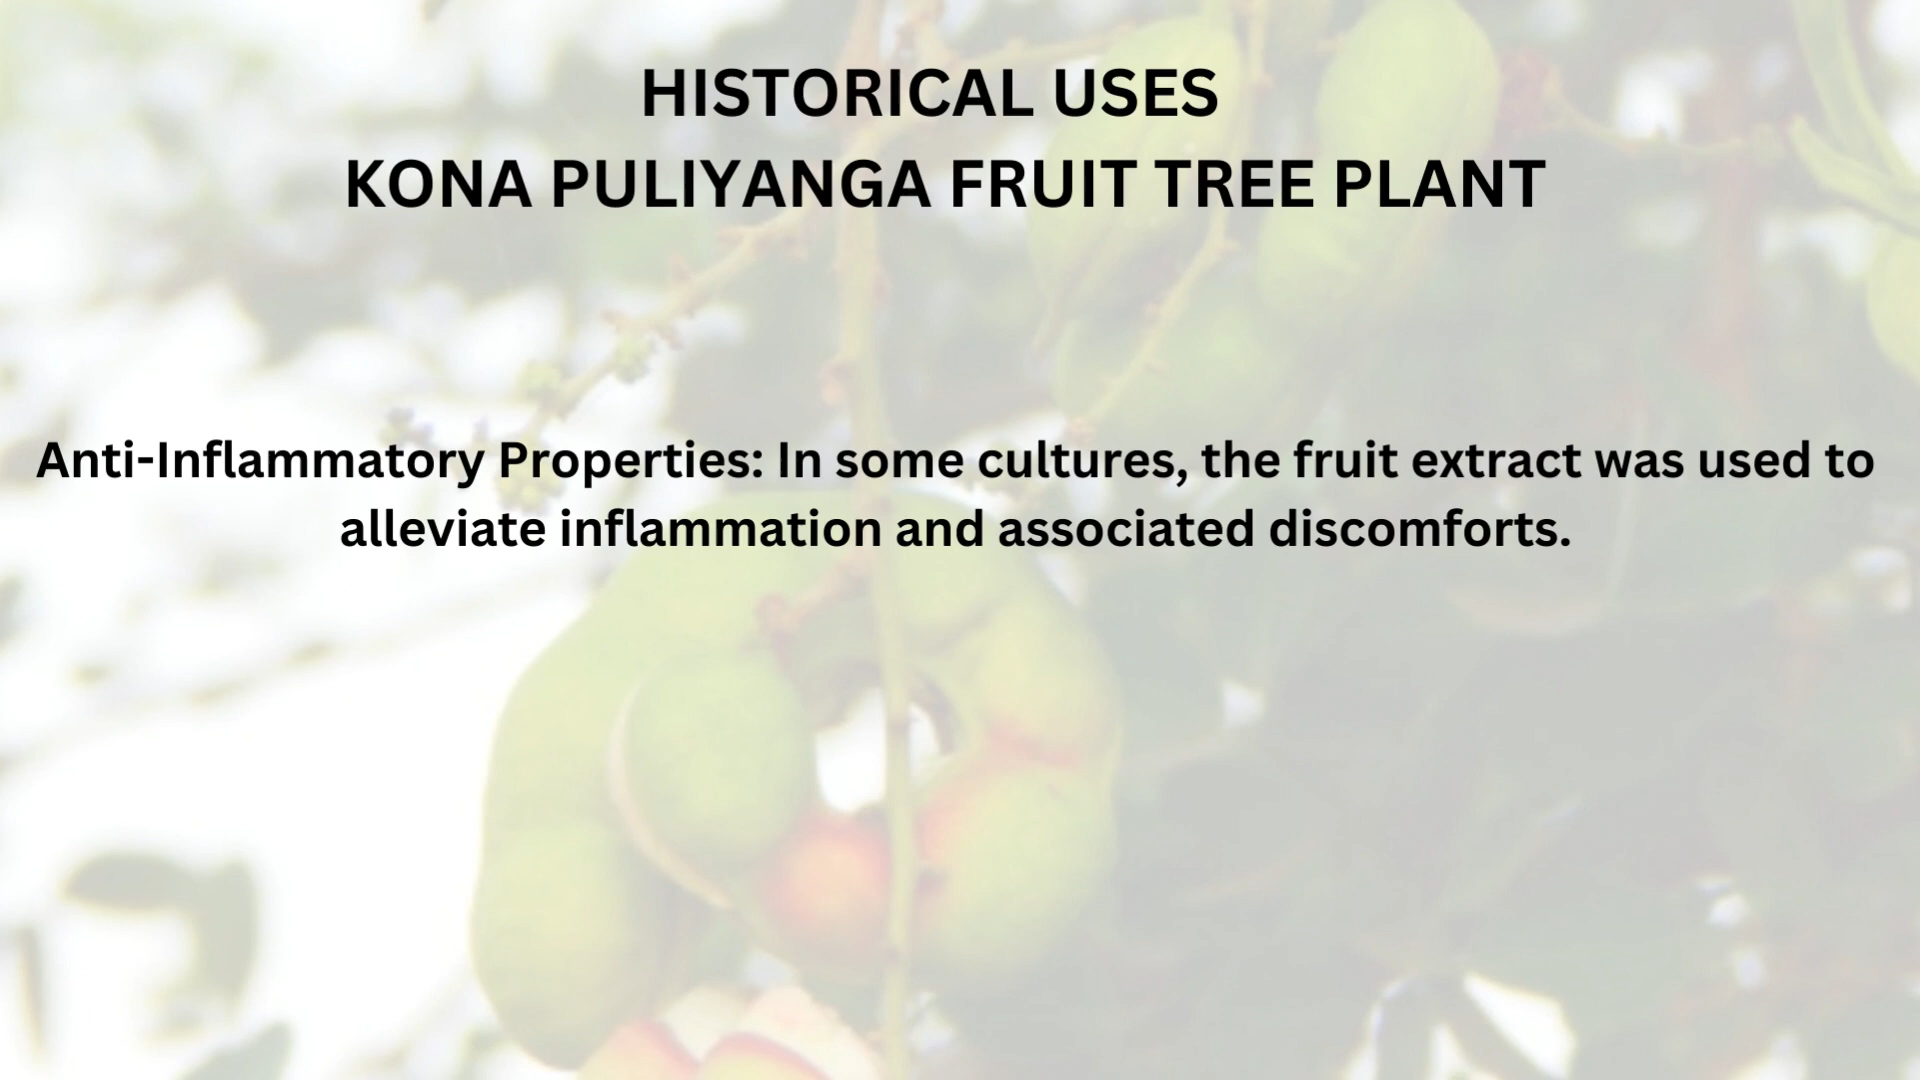 HISTORICAL USES
KONA PULIYANGA FRUIT TREE PLANT
Anti-Inflammatory Properties: In some cultures, the fruit extract was used to
alleviate inflammation and associated discomforts.